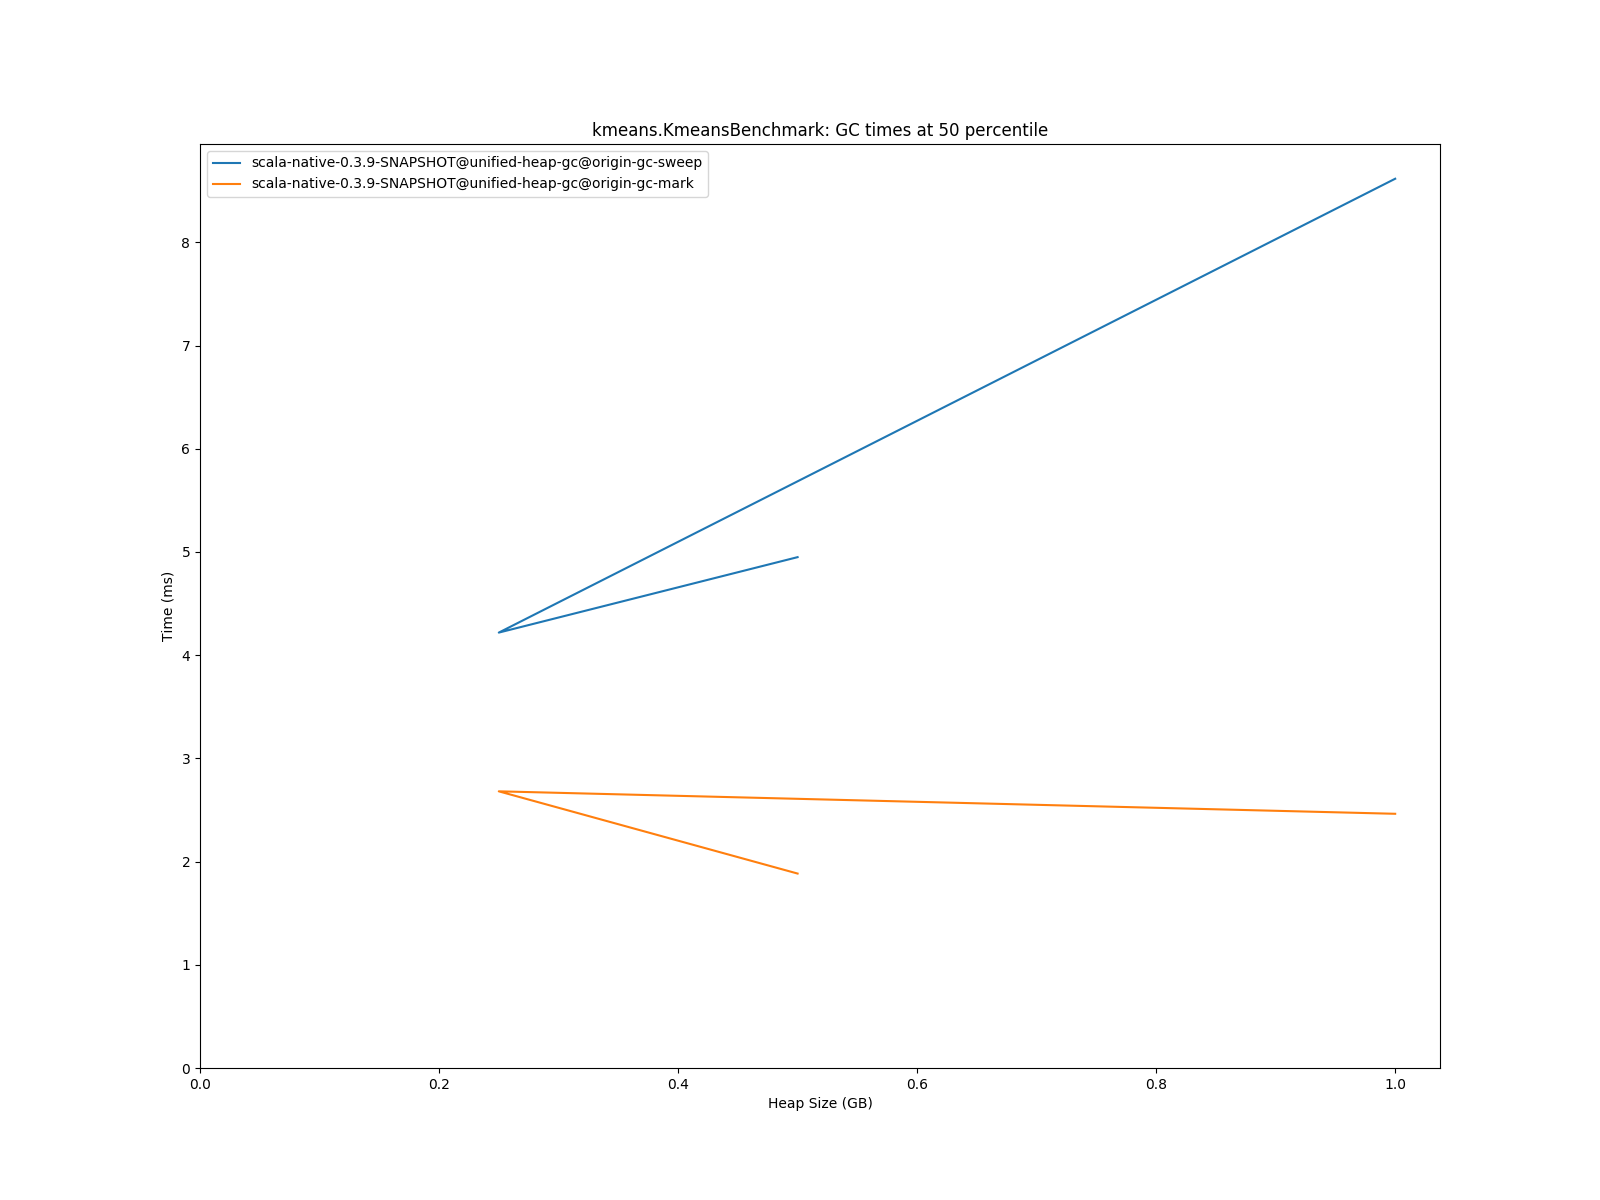 kmeans.KmeansBenchmark: GC times at 50 percentile
scala-native-0.3.9-SNAPSHOT@unified-heap-gc@origin-gc-sweep
scala-native-0.3.9-SNAPSHOT@unified-heap-gc@origin-gc-mark
8
7
6
5
4
3
2
1
0
Time (ms)
0.0 0.2 0.4 0.6 0.8 1.0
Heap Size (GB)